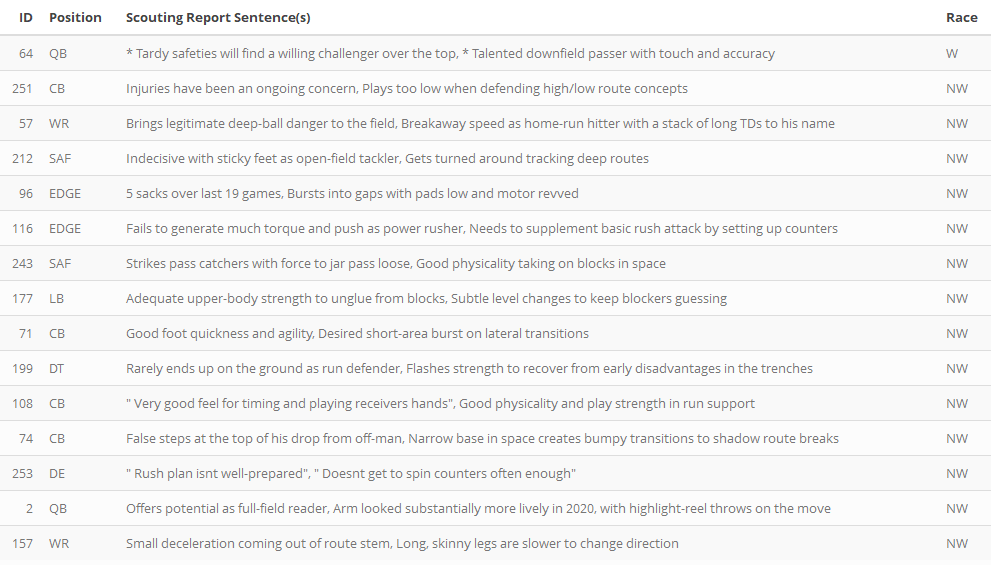 ID Position Scouting Report Sentence(s) Race
64 QB * Tardy safeties will find a willing challenger over the top, * Talented downfield passer with touch and accuracy W
251 CB Injuries have been an ongoing concern, Plays too low when defending high/low route concepts NW
57 WR Brings legitimate deep-ball danger to the field, Breakaway speed as home-run hitter with a stack of long TDs to his name NW
212 SAF Indecisive with sticky feet as open-field tackler, Gets turned around tracking deep routes NW
96 EDGE 5 sacks over last 19 games, Bursts into gaps with pads low and motor revved NW
116 EDGE Fails to generate much torque and push as power rusher, Needs to supplement basic rush attack by setting up counters NW
243 SAF Strikes pass catchers with force to jar pass loose, Good physicality taking on blocks in space NW
177 LB Adequate upper-body strength to unglue from blocks, Subtle level changes to keep blockers guessing NW
71 CB Good foot quickness and agility, Desired short-area burst on lateral transitions NW
199 DT Rarely ends up on the ground as run defender, Flashes strength to recover from early disadvantages in the trenches NW
108 CB " Very good feel for timing and playing receivers hands", Good physicality and play strength in run support NW
74 CB False steps at the top of his drop from off-man, Narrow base in space creates bumpy transitions to shadow route breaks NW
253 DE " Rush plan isnt well-prepared", " Doesnt get to spin counters often enough" NW
2 QB Offers potential as full-field reader, Arm looked substantially more lively in 2020, with highlight-reel throws on the move NW
157 WR Small deceleration coming out of route stem, Long, skinny legs are slower to change direction NW